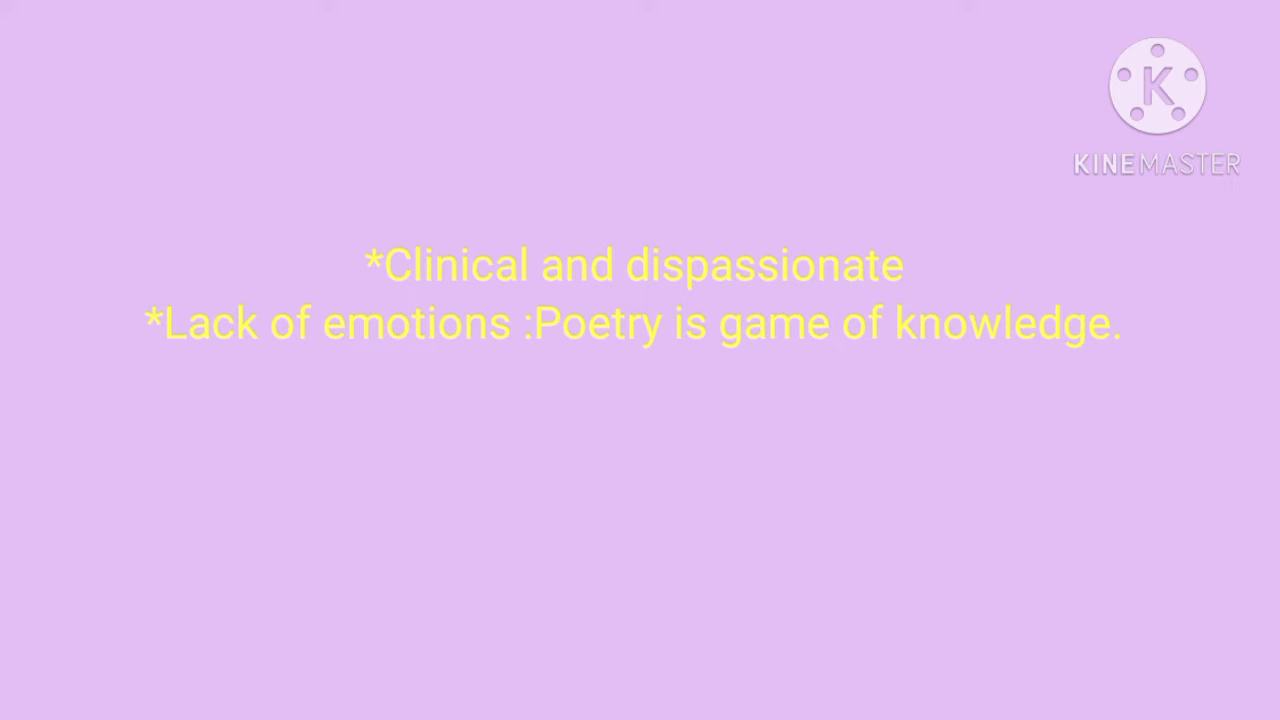 K
KINEMASTER
*Clinical and dispassionate
*Lack of emotions :Poetry is game of knowledge.